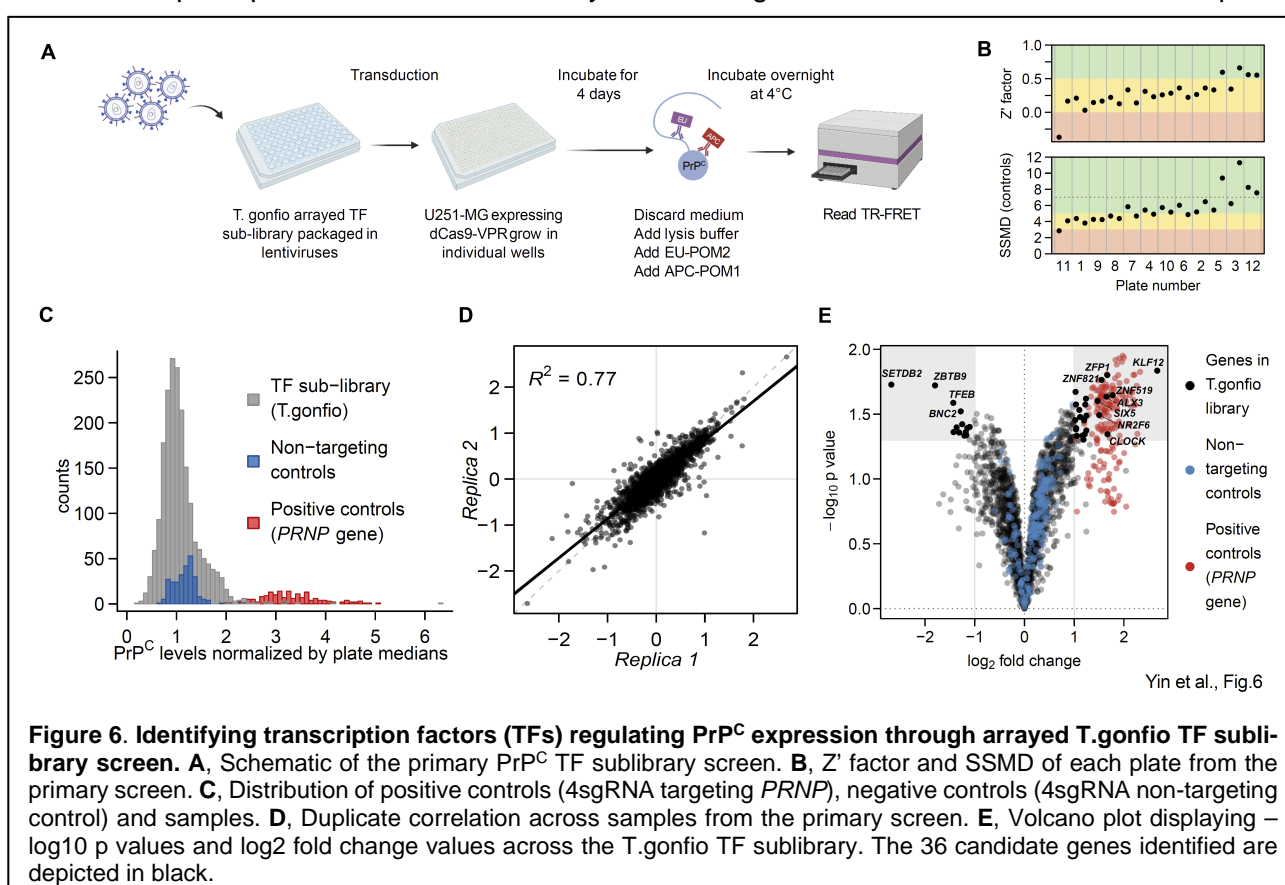 A
Transduction
Incubate for
4 days
Incubate overnight
at 4°C
EU
APC
PrPC
T. gonfio arrayed TF
sub-library packaged in
lentiviruses
U251-MG expressing
dCas9-VPR grow in
individual wells
Discard medium
Add lysis buffer
Add EU-POM2
Add APC-POM1
Read TR-FRET
B
Z' factor
1.0
0.5
0.0
SSMD (controls)
12
10
8
7
6
5
4
3
2
1
0
11 1 9 8 7 4 10 6 2 5 3 12
Plate number
C
counts
250
200
150
100
50
0
TF sub-library
(T.gonfio)
Non-targeting
controls
Positive controls
(PRNP gene)
0 1 2 3 4 5 6
PrPC levels normalized by plate medians
D
R2 = 0.77
Replica 2
2
1
0
−1
−2
−2 −1 0 1 2
Replica 1
E
−log10 p value
2.0
1.5
1.0
0.5
0.0
SETDB2
ZBTB9
TFEB
BNC2
ZFP1
KLF12
ZNF821
ZNF519
ALX3
SIX5
NR2F6
CLOCK
−2 −1 0 1 2
log2 fold change
Genes in
T.gonfio
library
Non−
targeting
controls
Positive
controls
(PRNP
gene)
Yin et al., Fig.6
Figure 6. Identifying transcription factors (TFs) regulating PrPC expression through arrayed T.gonfio TF subli-
brary screen. A, Schematic of the primary PrPC TF sublibrary screen. B, Z' factor and SSMD of each plate from the
primary screen. C, Distribution of positive controls (4sgRNA targeting PRNP), negative controls (4sgRNA non-targeting
control) and samples. D, Duplicate correlation across samples from the primary screen. E, Volcano plot displaying –
log10 p values and log2 fold change values across the T.gonfio TF sublibrary. The 36 candidate genes identified are
depicted in black.